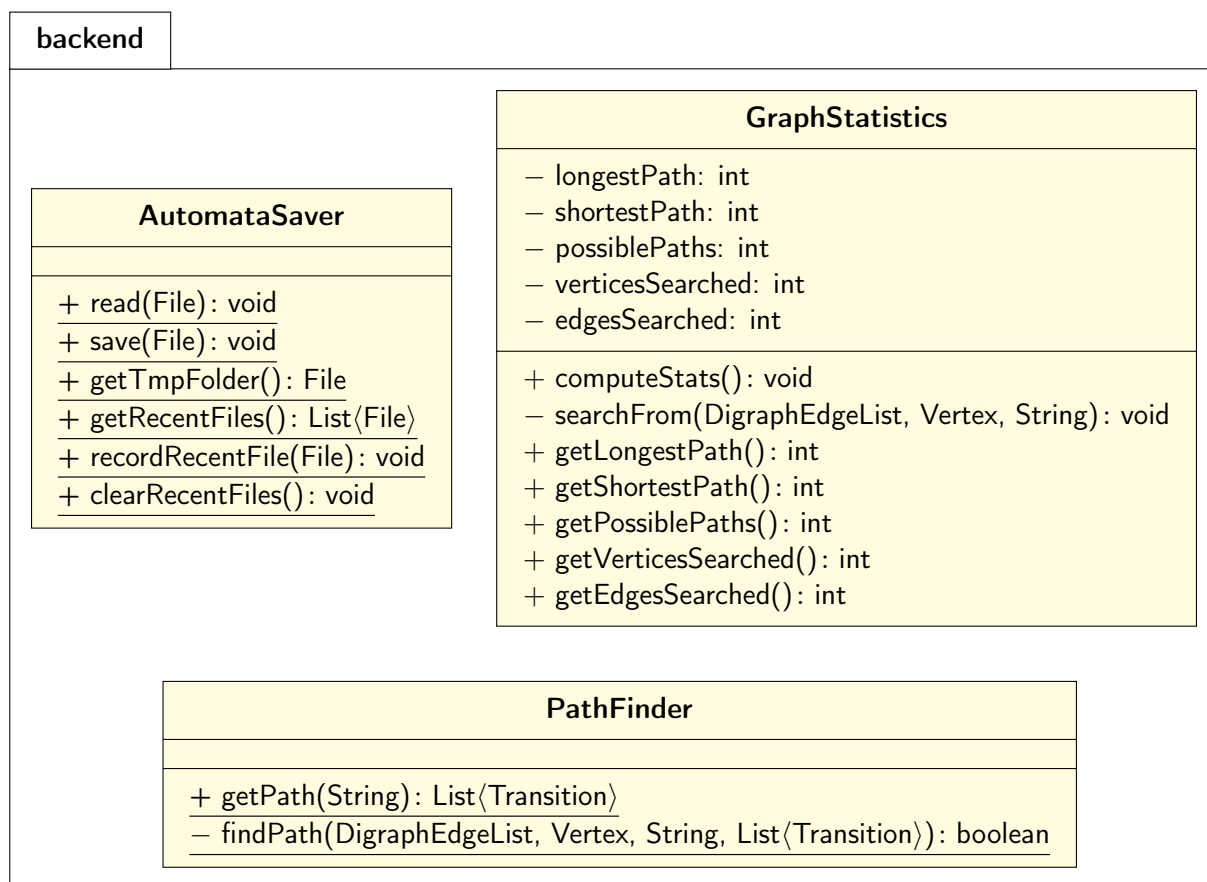 backend
AutomataSaver
+ read(File): void
+ save(File): void
+ getTmpFolder(): File
+ getRecentFiles(): List⟨File⟩
+ recordRecentFile(File): void
+ clearRecentFiles(): void
GraphStatistics
− longestPath: int
− shortestPath: int
− possiblePaths: int
− verticesSearched: int
− edgesSearched: int
+ computeStats(): void
− searchFrom(DigraphEdgeList, Vertex, String): void
+ getLongestPath(): int
+ getShortestPath(): int
+ getPossiblePaths(): int
+ getVerticesSearched(): int
+ getEdgesSearched(): int
PathFinder
+ getPath(String): List⟨Transition⟩
− findPath(DigraphEdgeList, Vertex, String, List⟨Transition⟩): boolean